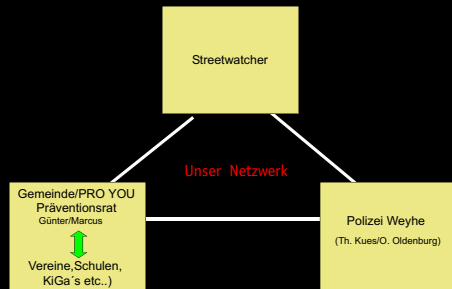 Streetwatcher
Unser Netzwerk
Gemeinde/PRO YOU
Präventionsrat
Günter/Marcus
Vereine,Schulen,
KiGa´s etc..)
Polizei Weyhe
(Th. Kues/O. Oldenburg)